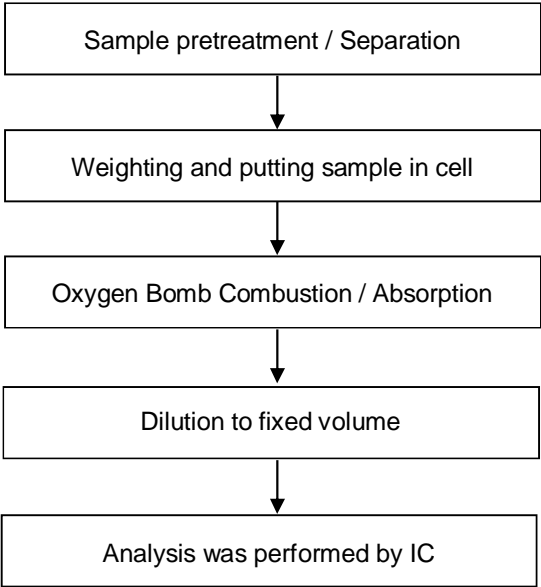 Sample pretreatment / Separation
Weighting and putting sample in cell
Oxygen Bomb Combustion / Absorption
Dilution to fixed volume
Analysis was performed by IC